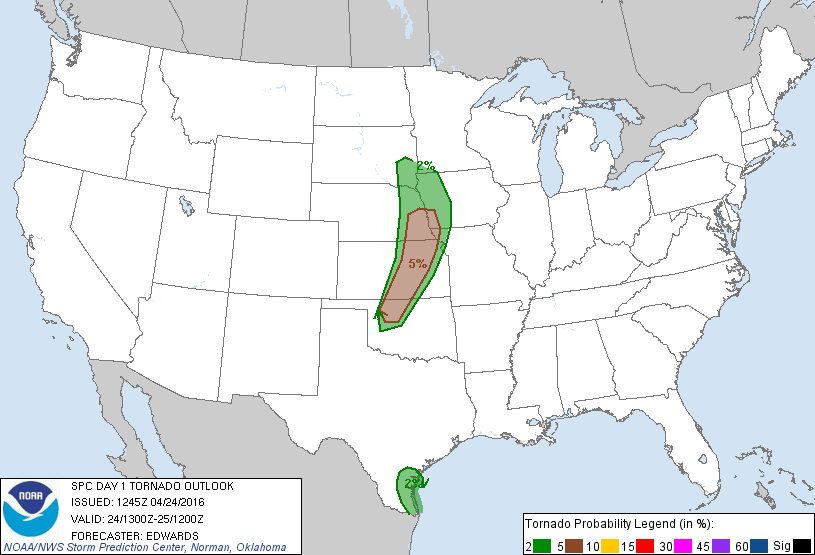 2%
5%
2%
NOAA
SPC DAY 1 TORNADO OUTLOOK
ISSUED: 1245Z 04/24/2016
VALID: 24/1300Z-25/1200Z
FORECASTER: EDWARDS
NOAA/NWS Storm Prediction Center, Norman, Oklahoma
Tornado Probability Legend (in %):
2 5 10 15 30 45 60 Sig